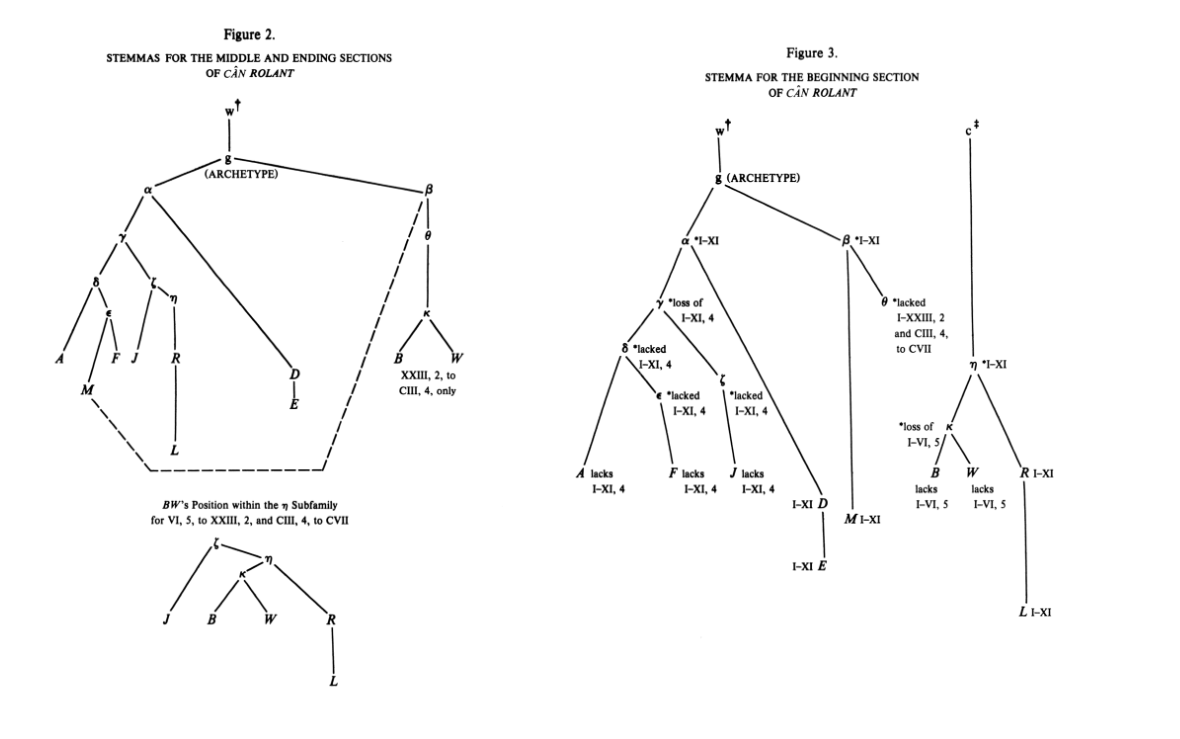 Figure 2.
STEMMAS FOR THE MIDDLE AND ENDING SECTIONS
OF CÂN ROLANT
w†
g
(ARCHETYPE)
α
β
γ
θ
δ
ζ
η
ε
κ
A
F
J
R
B
W
D
XXIII, 2, to
M
CIII, 4, only
E
L
BW's Position within the η Subfamily
for VI, 5, to XXIII, 2, and CIII, 4, to CVII
ζ
η
κ
J
B
W
R
L
Figure 3.
STEMMA FOR THE BEGINNING SECTION
OF CÂN ROLANT
w†
c‡
g (ARCHETYPE)
α *I–XI
β *I–XI
γ *loss of
I–XI, 4
θ *lacked
I–XXIII, 2
and CIII, 4,
to CVII
δ *lacked
I–XI, 4
η *I–XI
ζ
ε *lacked
I–XI, 4
*lacked
I–XI, 4
*loss of κ
I–VI, 5
A lacks
I–XI, 4
F lacks
I–XI, 4
J lacks
I–XI, 4
B
lacks
I–VI, 5
W
lacks
I–VI, 5
R I–XI
I–XI D
M I–XI
I–XI E
L I–XI